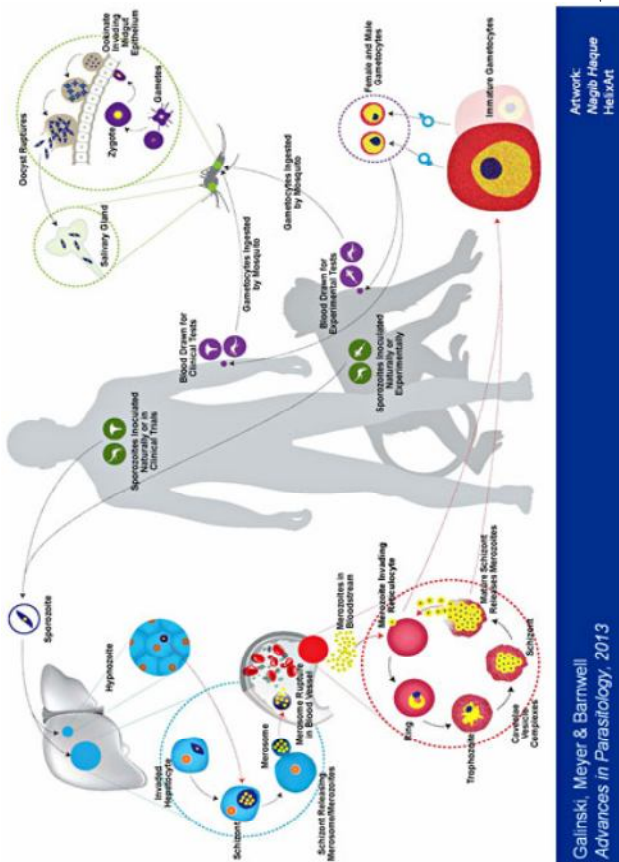 Sporozoite
Hypnozoite
Invaded
Hepatocyte
Schizont
Merosome
Schizont Releasing
Merosome/Merozoites
Merosome Rupture
in Blood Vessel
Merozoites in
Bloodstream
Merozoite Invading
Reticulocyte
Ring
Trophozoite
Caveolae
Vesicle
Complexes
Schizont
Mature Schizont
Releases Merozoites
Sporozoites Inoculated
Naturally or in
Clinical Trials
Sporozoites Inoculated
Naturally or
Experimentally
Blood Drawn for
Clinical Tests
Blood Drawn for
Experimental Tests
Gametocytes Ingested
by Mosquito
Gametocytes Ingested
by Mosquito
Salivary Gland
Oocyst Ruptures
Ookinate
Invading
Midgut
Epithelium
Zygote
Gametes
Female and Male
Gametocytes
Immature Gametocytes
Galinski, Meyer & Barnwell
Advances in Parasitology, 2013
Artwork:
Nagib Haque
HelixArt